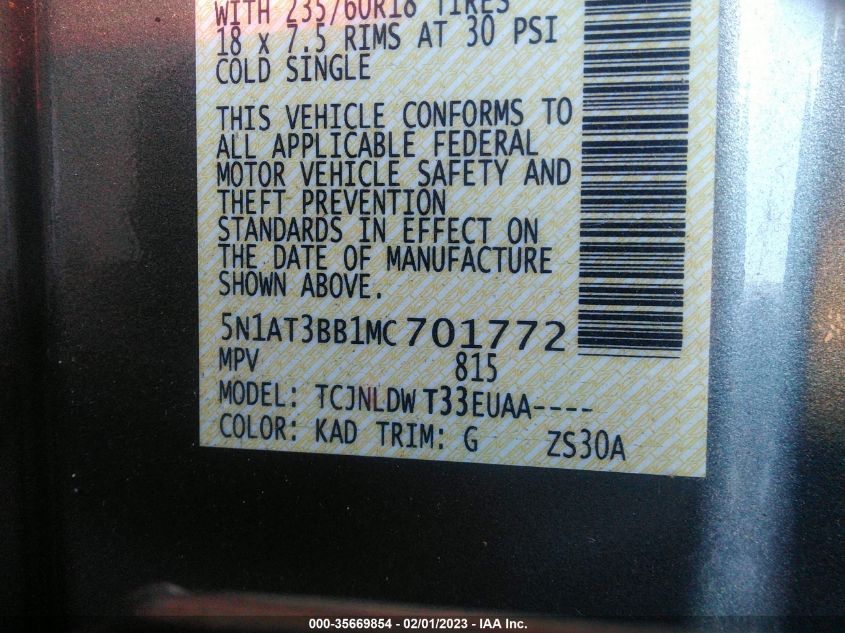 WITH 235/60R18 TIRES
18 x 7.5 RIMS AT 30 PSI
COLD SINGLE
THIS VEHICLE CONFORMS TO
ALL APPLICABLE FEDERAL
MOTOR VEHICLE SAFETY AND
THEFT PREVENTION
STANDARDS IN EFFECT ON
THE DATE OF MANUFACTURE
SHOWN ABOVE.
5N1AT3BB1MC701772
MPV 815
MODEL: TCJNLDWT33EUAA----
COLOR: KAD TRIM: G ZS30A
000-35669854 - 02/01/2023 - IAA Inc.